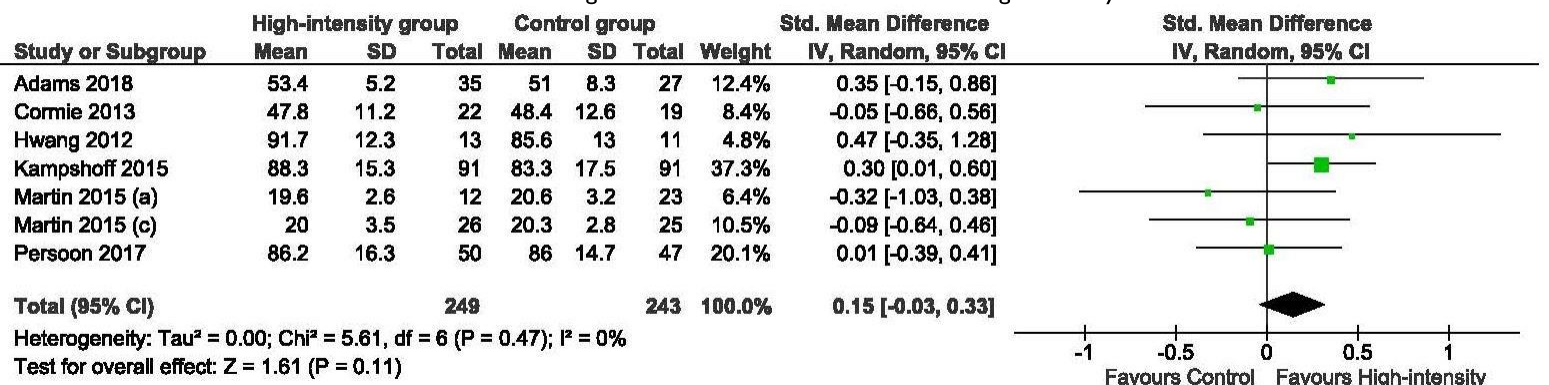 High-intensity group Control group Std. Mean Difference Std. Mean Difference
Study or Subgroup Mean SD Total Mean SD Total Weight IV, Random, 95% CI IV, Random, 95% CI
Adams 2018 53.4 5.2 35 51 8.3 27 12.4% 0.35 [-0.15, 0.86]
Cormie 2013 47.8 11.2 22 48.4 12.6 19 8.4% -0.05 [-0.66, 0.56]
Hwang 2012 91.7 12.3 13 85.6 13 11 4.8% 0.47 [-0.35, 1.28]
Kampshoff 2015 88.3 15.3 91 83.3 17.5 91 37.3% 0.30 [0.01, 0.60]
Martin 2015 (a) 19.6 2.6 12 20.6 3.2 23 6.4% -0.32 [-1.03, 0.38]
Martin 2015 (c) 20 3.5 26 20.3 2.8 25 10.5% -0.09 [-0.64, 0.46]
Persoon 2017 86.2 16.3 50 86 14.7 47 20.1% 0.01 [-0.39, 0.41]
Total (95% CI) 249 243 100.0% 0.15 [-0.03, 0.33]
Heterogeneity: Tau² = 0.00; Chi² = 5.61, df = 6 (P = 0.47); I² = 0%
Test for overall effect: Z = 1.61 (P = 0.11)
-1 -0.5 0 0.5 1
Favours Control Favours High-intensity